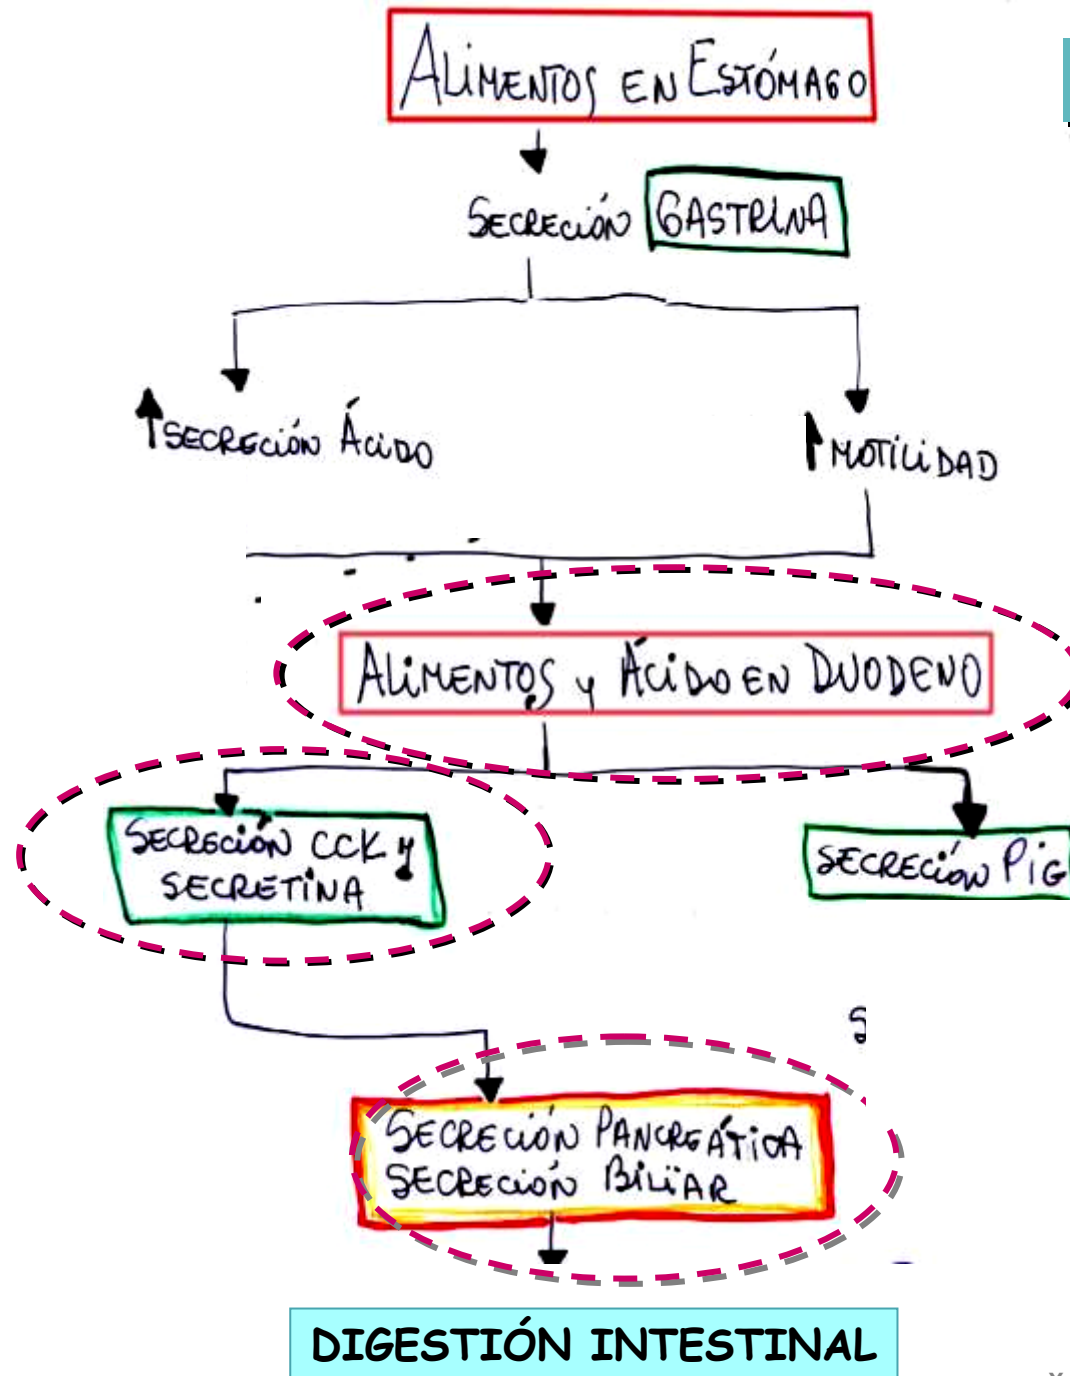 ALIMENTOS EN ESTÓMAGO
SECRECIÓN GASTRINA
SECRECIÓN ÁCIDO
MOTILIDAD
ALIMENTOS y ÁCIDO EN DUODENO
SECRECIÓN CCK y
SECRETINA
SECRECIÓN PIG
SECRECIÓN PANCREÁTICA
SECRECIÓN BILIAR
DIGESTIÓN INTESTINAL